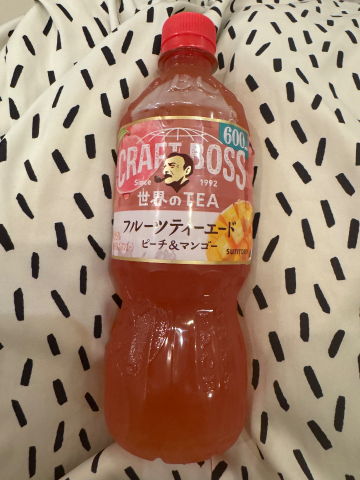 600
CRAFT BOSS
Since 1992
世界のTEA
フルーツティーエード
ピーチ&マンゴー
SUNTORY